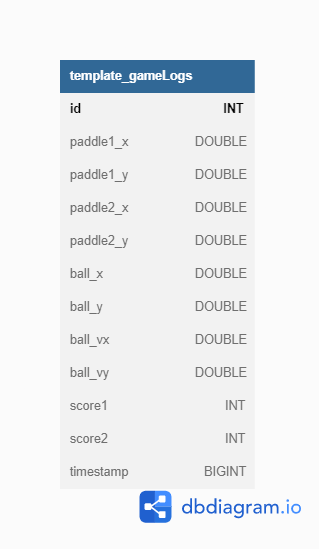 template_gameLogs
id INT
paddle1_x DOUBLE
paddle1_y DOUBLE
paddle2_x DOUBLE
paddle2_y DOUBLE
ball_x DOUBLE
ball_y DOUBLE
ball_vx DOUBLE
ball_vy DOUBLE
score1 INT
score2 INT
timestamp BIGINT
dbdiagram.io